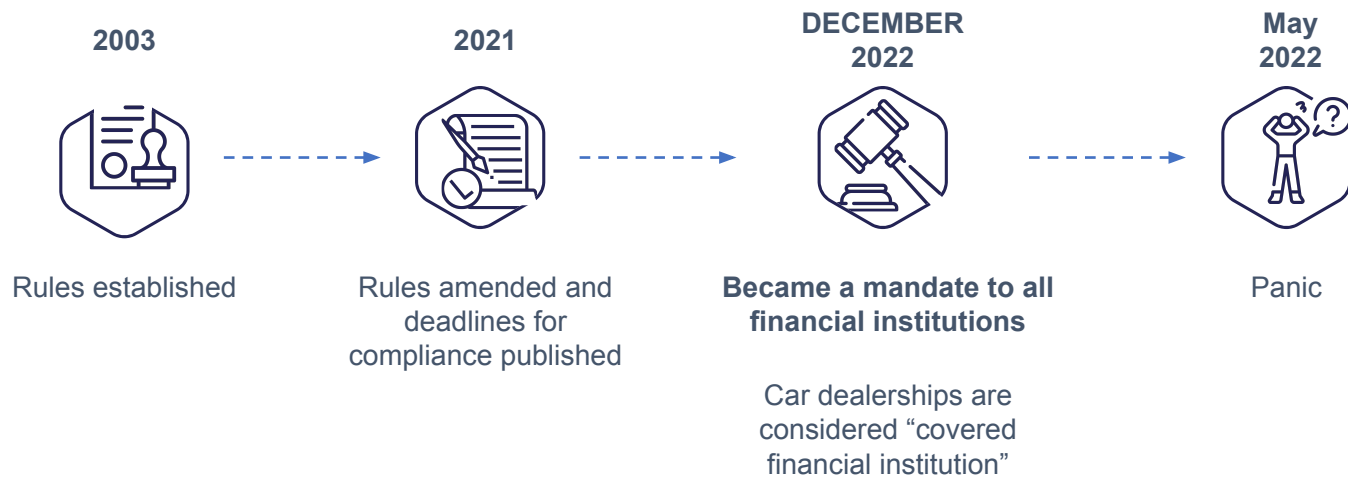 2003
Rules established
2021
Rules amended and
deadlines for
compliance published
DECEMBER
2022
Became a mandate to all
financial institutions
Car dealerships are
considered “covered
financial institution”
May
2022
?
Panic